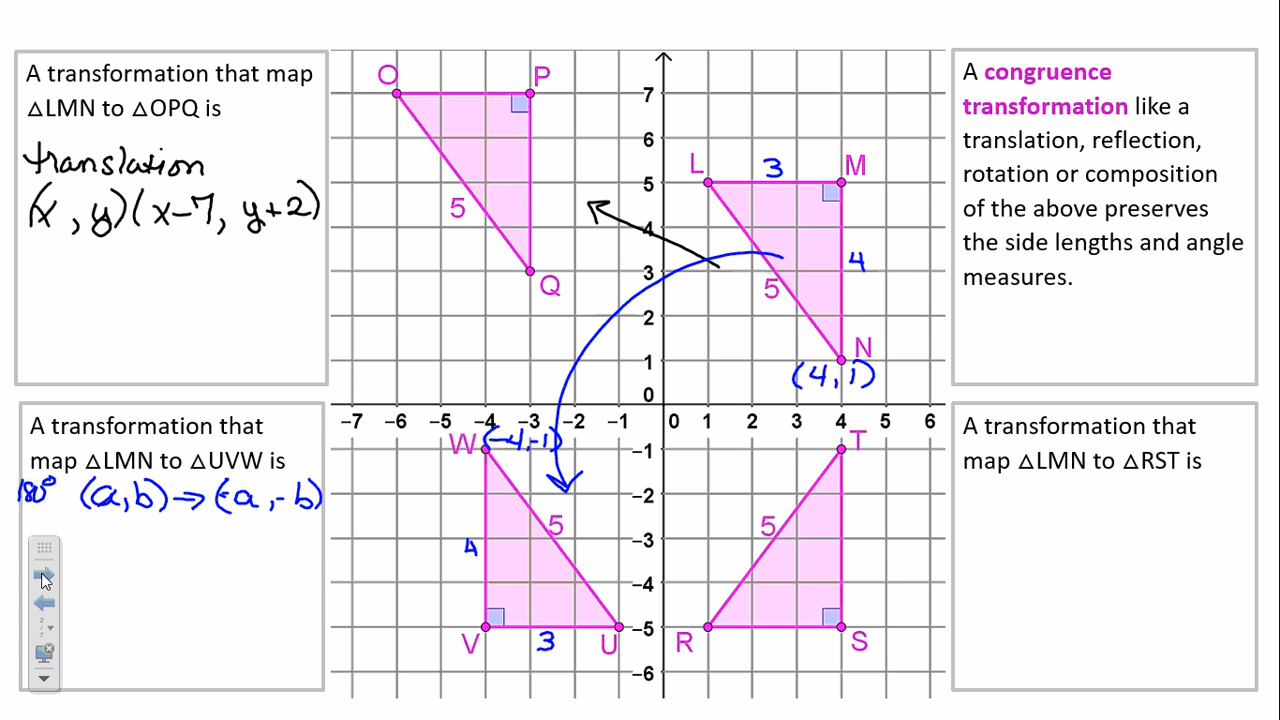 A transformation that map
△LMN to △OPQ is
translation
(x , y)(x-7, y+2)
A transformation that
map △LMN to △UVW is
180° (a,b)→(-a,-b)
O
P
7
6
L
3
M
5
5
4
3
4
Q
5
2
1
N
(4,1)
0
−7 −6 −5 −4 −3 −2 −1 0 1 2 3 4 5 6
W
(-4,-1)
−1
T
−2
5
5
4
−3
−4
−5
V
3
U
R
S
−6
A congruence
transformation like a
translation, reflection,
rotation or composition
of the above preserves
the side lengths and angle
measures.
A transformation that
map △LMN to △RST is